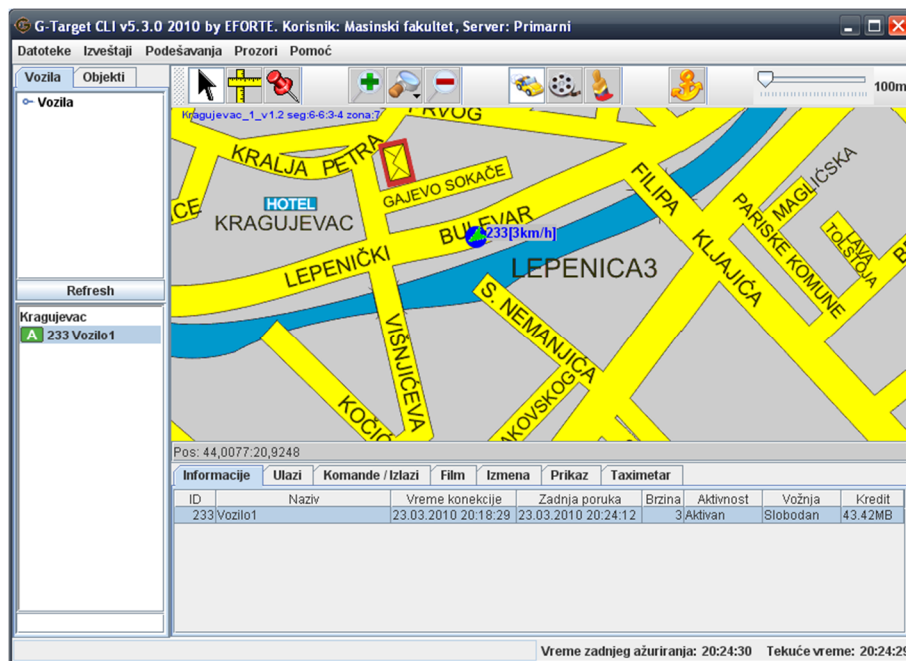 G-Target CLI v5.3.0 2010 by EFORTE. Korisnik: Masinski fakultet, Server: Primarni
Datoteke Izveštaji Podešavanja Prozori Pomoć
Vozila Objekti
100m
Vozila
Refresh
Kragujevac
A 233 Vozilo1
Kragujevac_1_v1.2 seg:6-6:3-4 zona:7
PRVOG
KRALJA PETRA
GAJEVO SOKAČE
HOTEL
KRAGUJEVAC
BULEVAR
LEPENIČKI
233[3km/h]
LEPENICA3
FILIPA
KLJAJIĆA
PARISKE KOMUNE
MAGLIĆSKA
LAVA
TOLSTOJA
S. NEMANJIĆA
VIŠNJIĆEVA
Pos: 44,0077:20,9248
Informacije Ulazi Komande / Izlazi Film Izmena Prikaz Taximetar
ID Naziv Vreme konekcije Zadnja poruka Brzina Aktivnost Vožnja Kredit
233 Vozilo1 23.03.2010 20:18:29 23.03.2010 20:24:12 3 Aktivan Slobodan 43.42MB
Vreme zadnjeg ažuriranja: 20:24:30 Tekuće vreme: 20:24:29